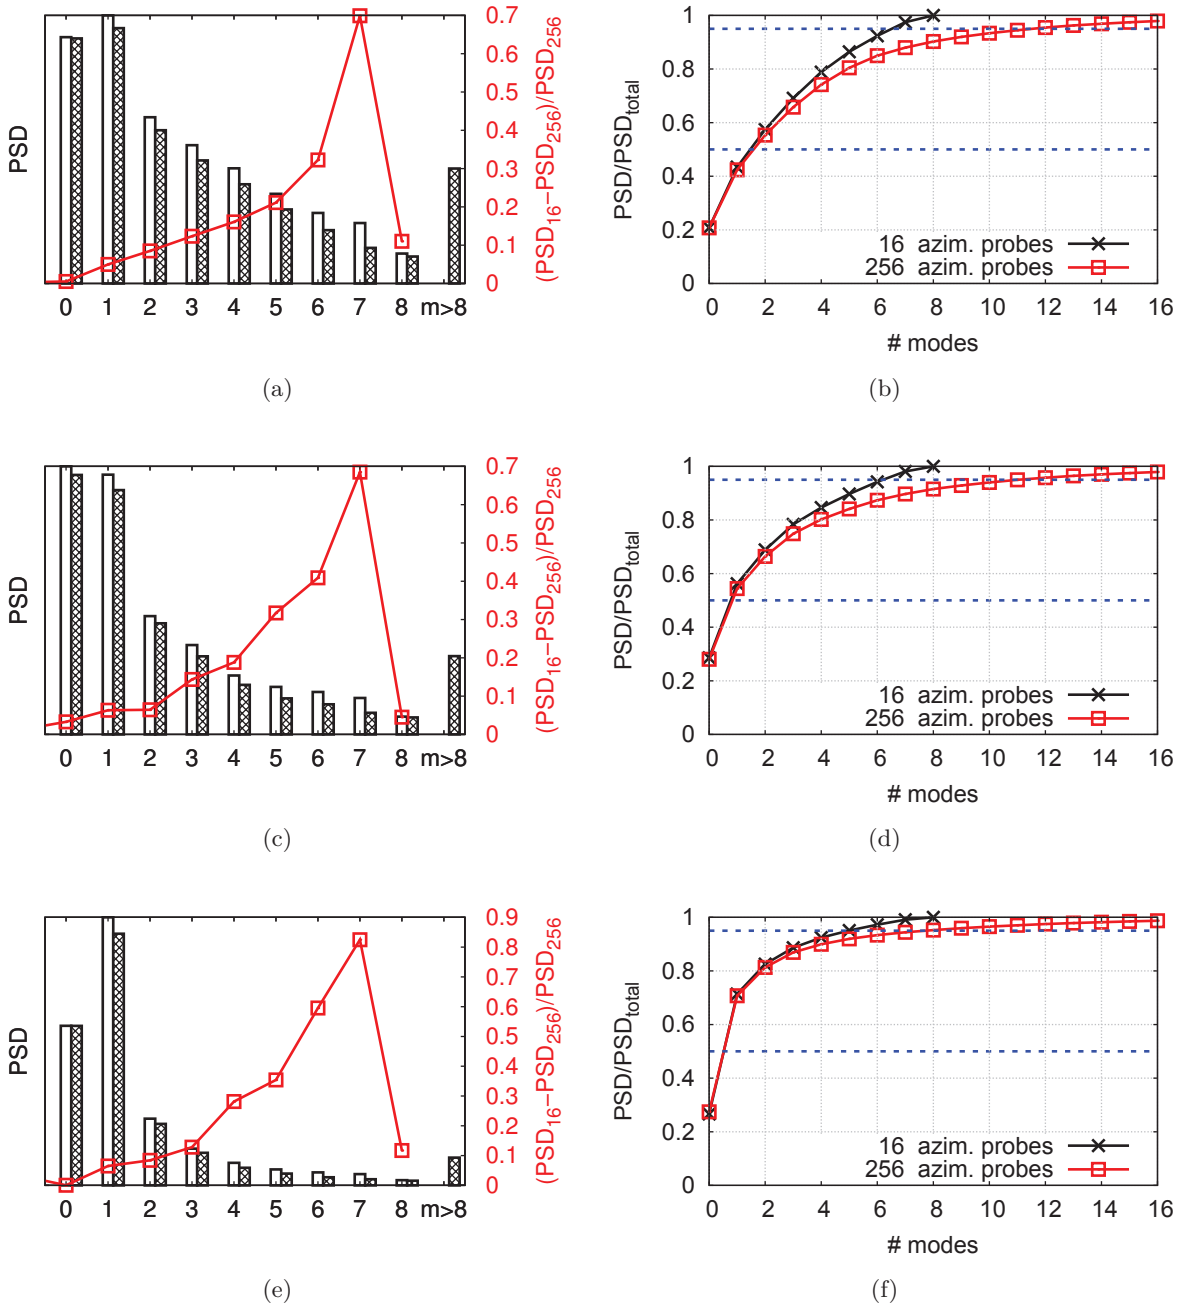 PSD
0 1 2 3 4 5 6 7 8 m>8
0.7
0.6
0.5
0.4
0.3
0.2
0.1
0
(PSD16−PSD256)/PSD256
(a)
PSD/PSDtotal
1
0.8
0.6
0.4
0.2
0
16 azim. probes
256 azim. probes
0 2 4 6 8 10 12 14 16
# modes
(b)
PSD
0 1 2 3 4 5 6 7 8 m>8
0.7
0.6
0.5
0.4
0.3
0.2
0.1
0
(PSD16−PSD256)/PSD256
(c)
PSD/PSDtotal
1
0.8
0.6
0.4
0.2
0
16 azim. probes
256 azim. probes
0 2 4 6 8 10 12 14 16
# modes
(d)
PSD
0 1 2 3 4 5 6 7 8 m>8
0.9
0.8
0.7
0.6
0.5
0.4
0.3
0.2
0.1
0
(PSD16−PSD256)/PSD256
(e)
PSD/PSDtotal
1
0.8
0.6
0.4
0.2
0
16 azim. probes
256 azim. probes
0 2 4 6 8 10 12 14 16
# modes
(f)